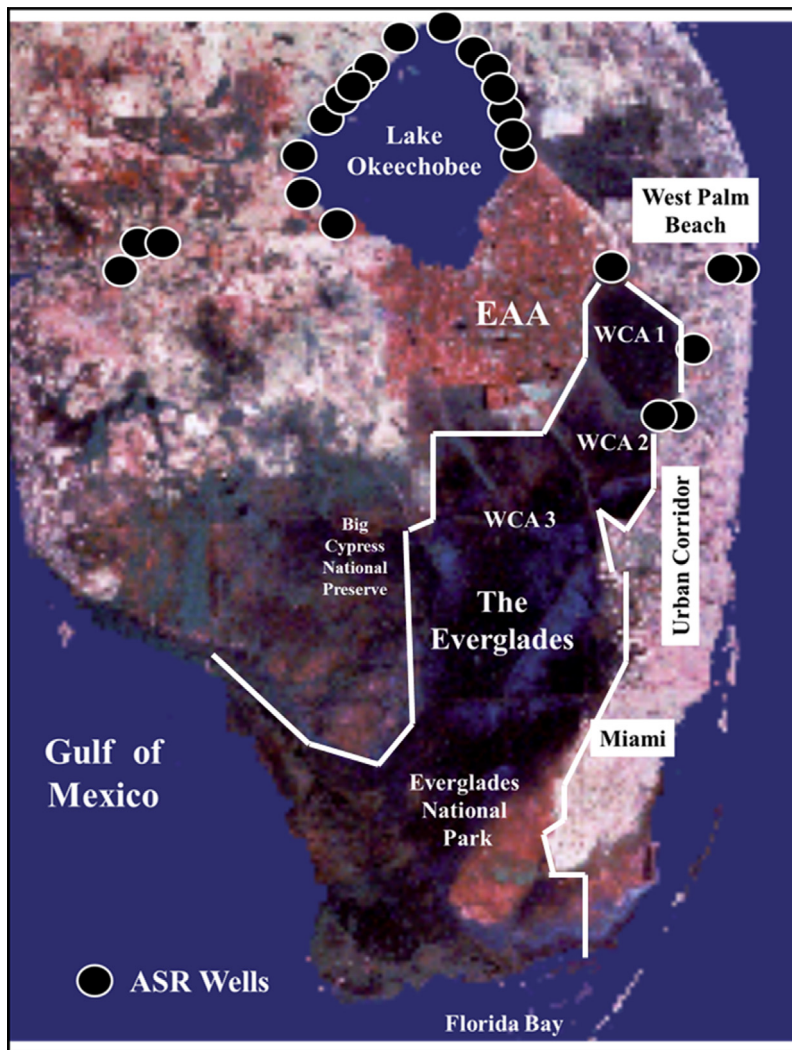 Lake
Okeechobee
West Palm
Beach
EAA
WCA 1
WCA 2
WCA 3
Big
Cypress
National
Preserve
The
Everglades
Urban Corridor
Miami
Gulf of
Mexico
Everglades
National
Park
ASR Wells
Florida Bay